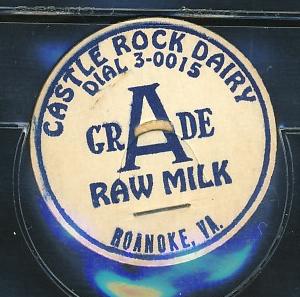 CASTLE ROCK DAIRY
DIAL 3-0015
GRADE
RAW MILK
ROANOKE, VA.